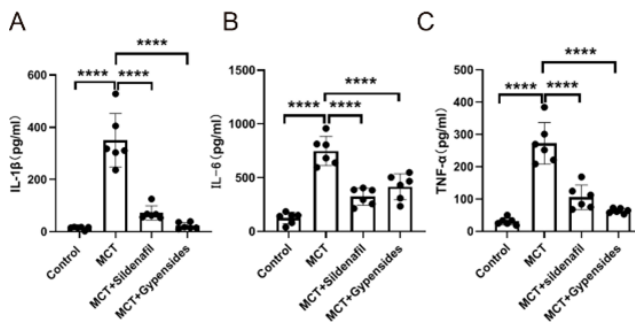 A
IL-1β(pg/ml)
600
400
200
0
****
**** ****
Control
MCT
MCT+Sildenafil
MCT+Gypensides
B
IL-6(pg/ml)
1500
1000
500
0
****
**** ****
Control
MCT
MCT+Sildenafil
MCT+Gypensides
C
TNF-α(pg/ml)
500
400
300
200
100
0
****
**** ****
Control
MCT
MCT+sildenafil
MCT+Gypensides